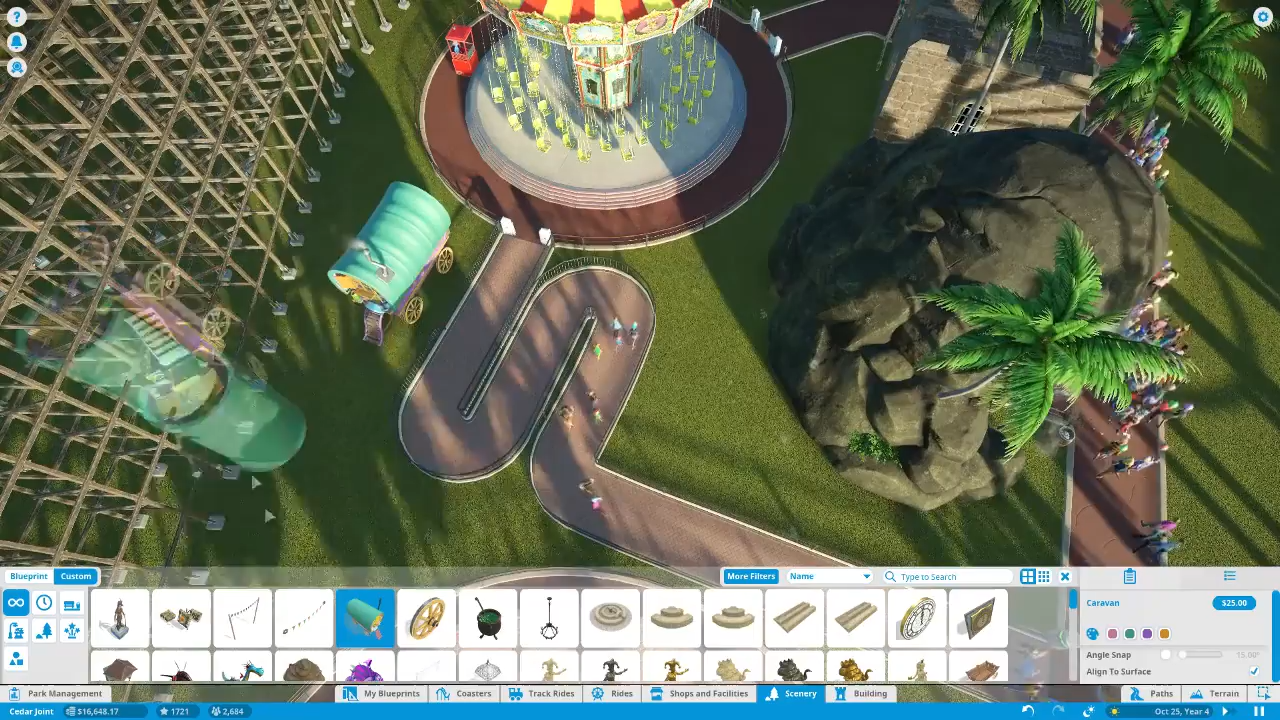 Blueprint Custom More Filters Name Type to Search
Caravan $25.00
Angle Snap 15.00°
Align To Surface
Park Management My Blueprints Coasters Track Rides Rides Shops and Facilities Scenery Building Paths Terrain
Cedar Joint $16,648.17 1721 2,684 Oct 25, Year 4